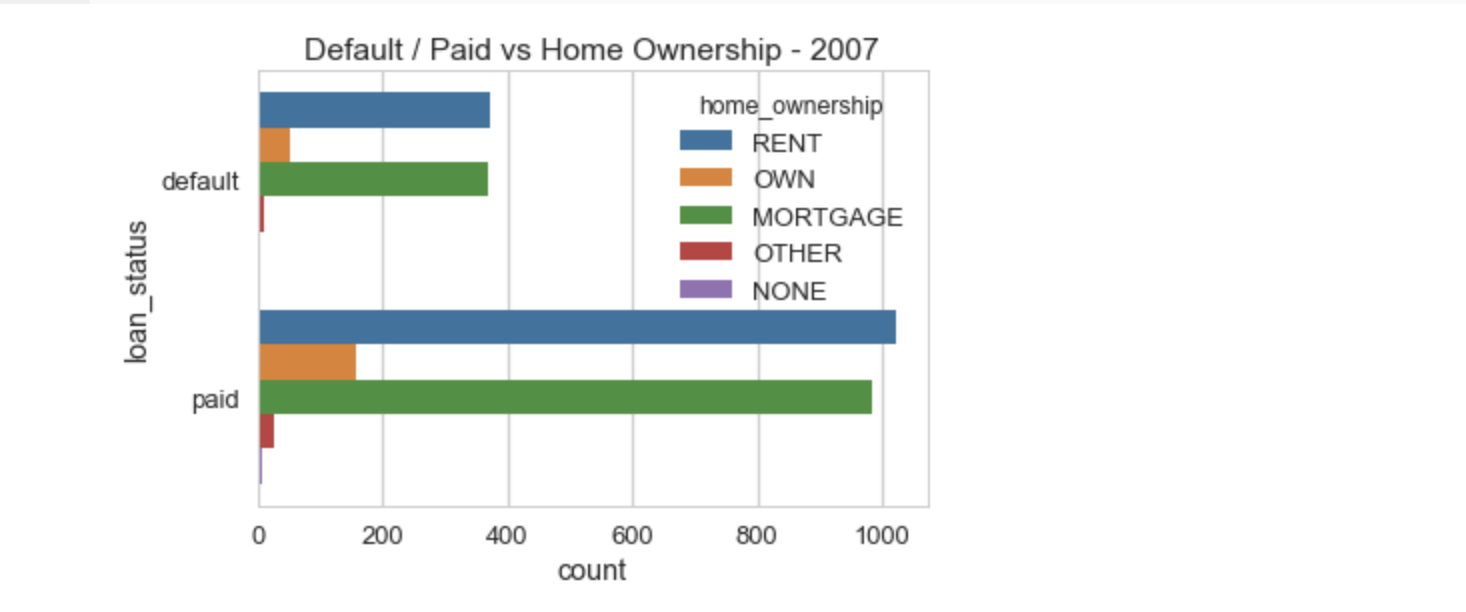 Default / Paid vs Home Ownership - 2007
home_ownership
RENT
OWN
MORTGAGE
OTHER
NONE
loan_status
default
paid
0 200 400 600 800 1000
count